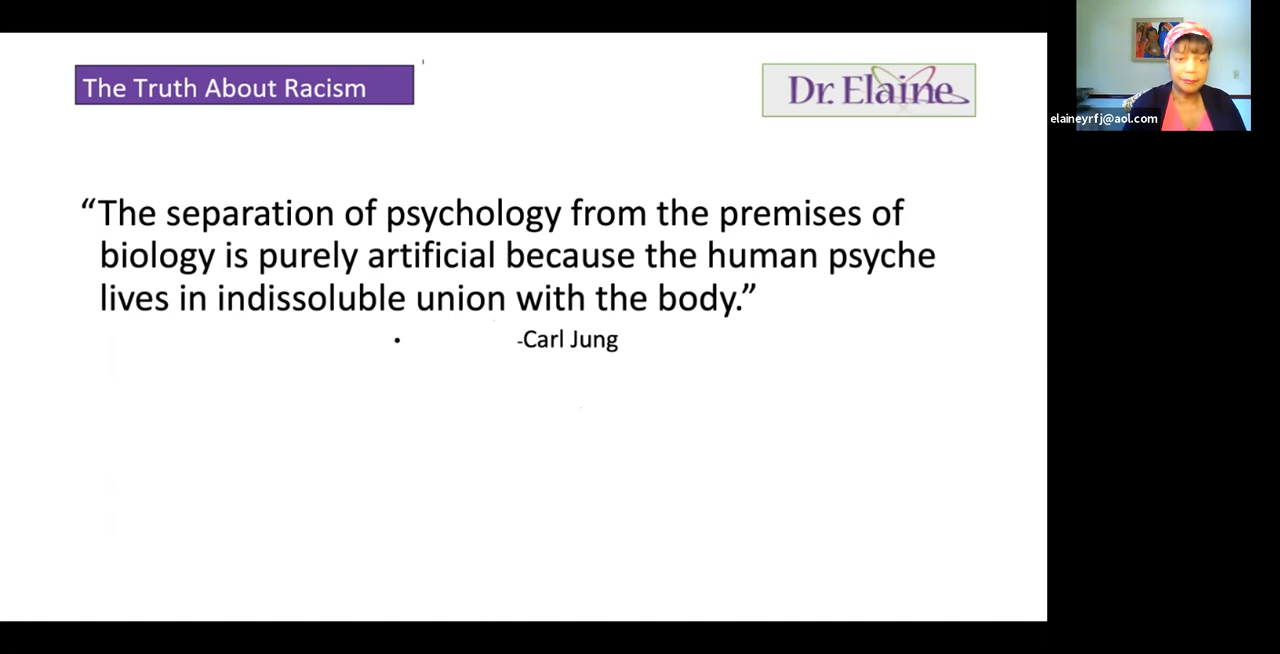 The Truth About Racism
Dr. Elaine
“The separation of psychology from the premises of
biology is purely artificial because the human psyche
lives in indissoluble union with the body.”
• -Carl Jung
elaineyrfj@aol.com